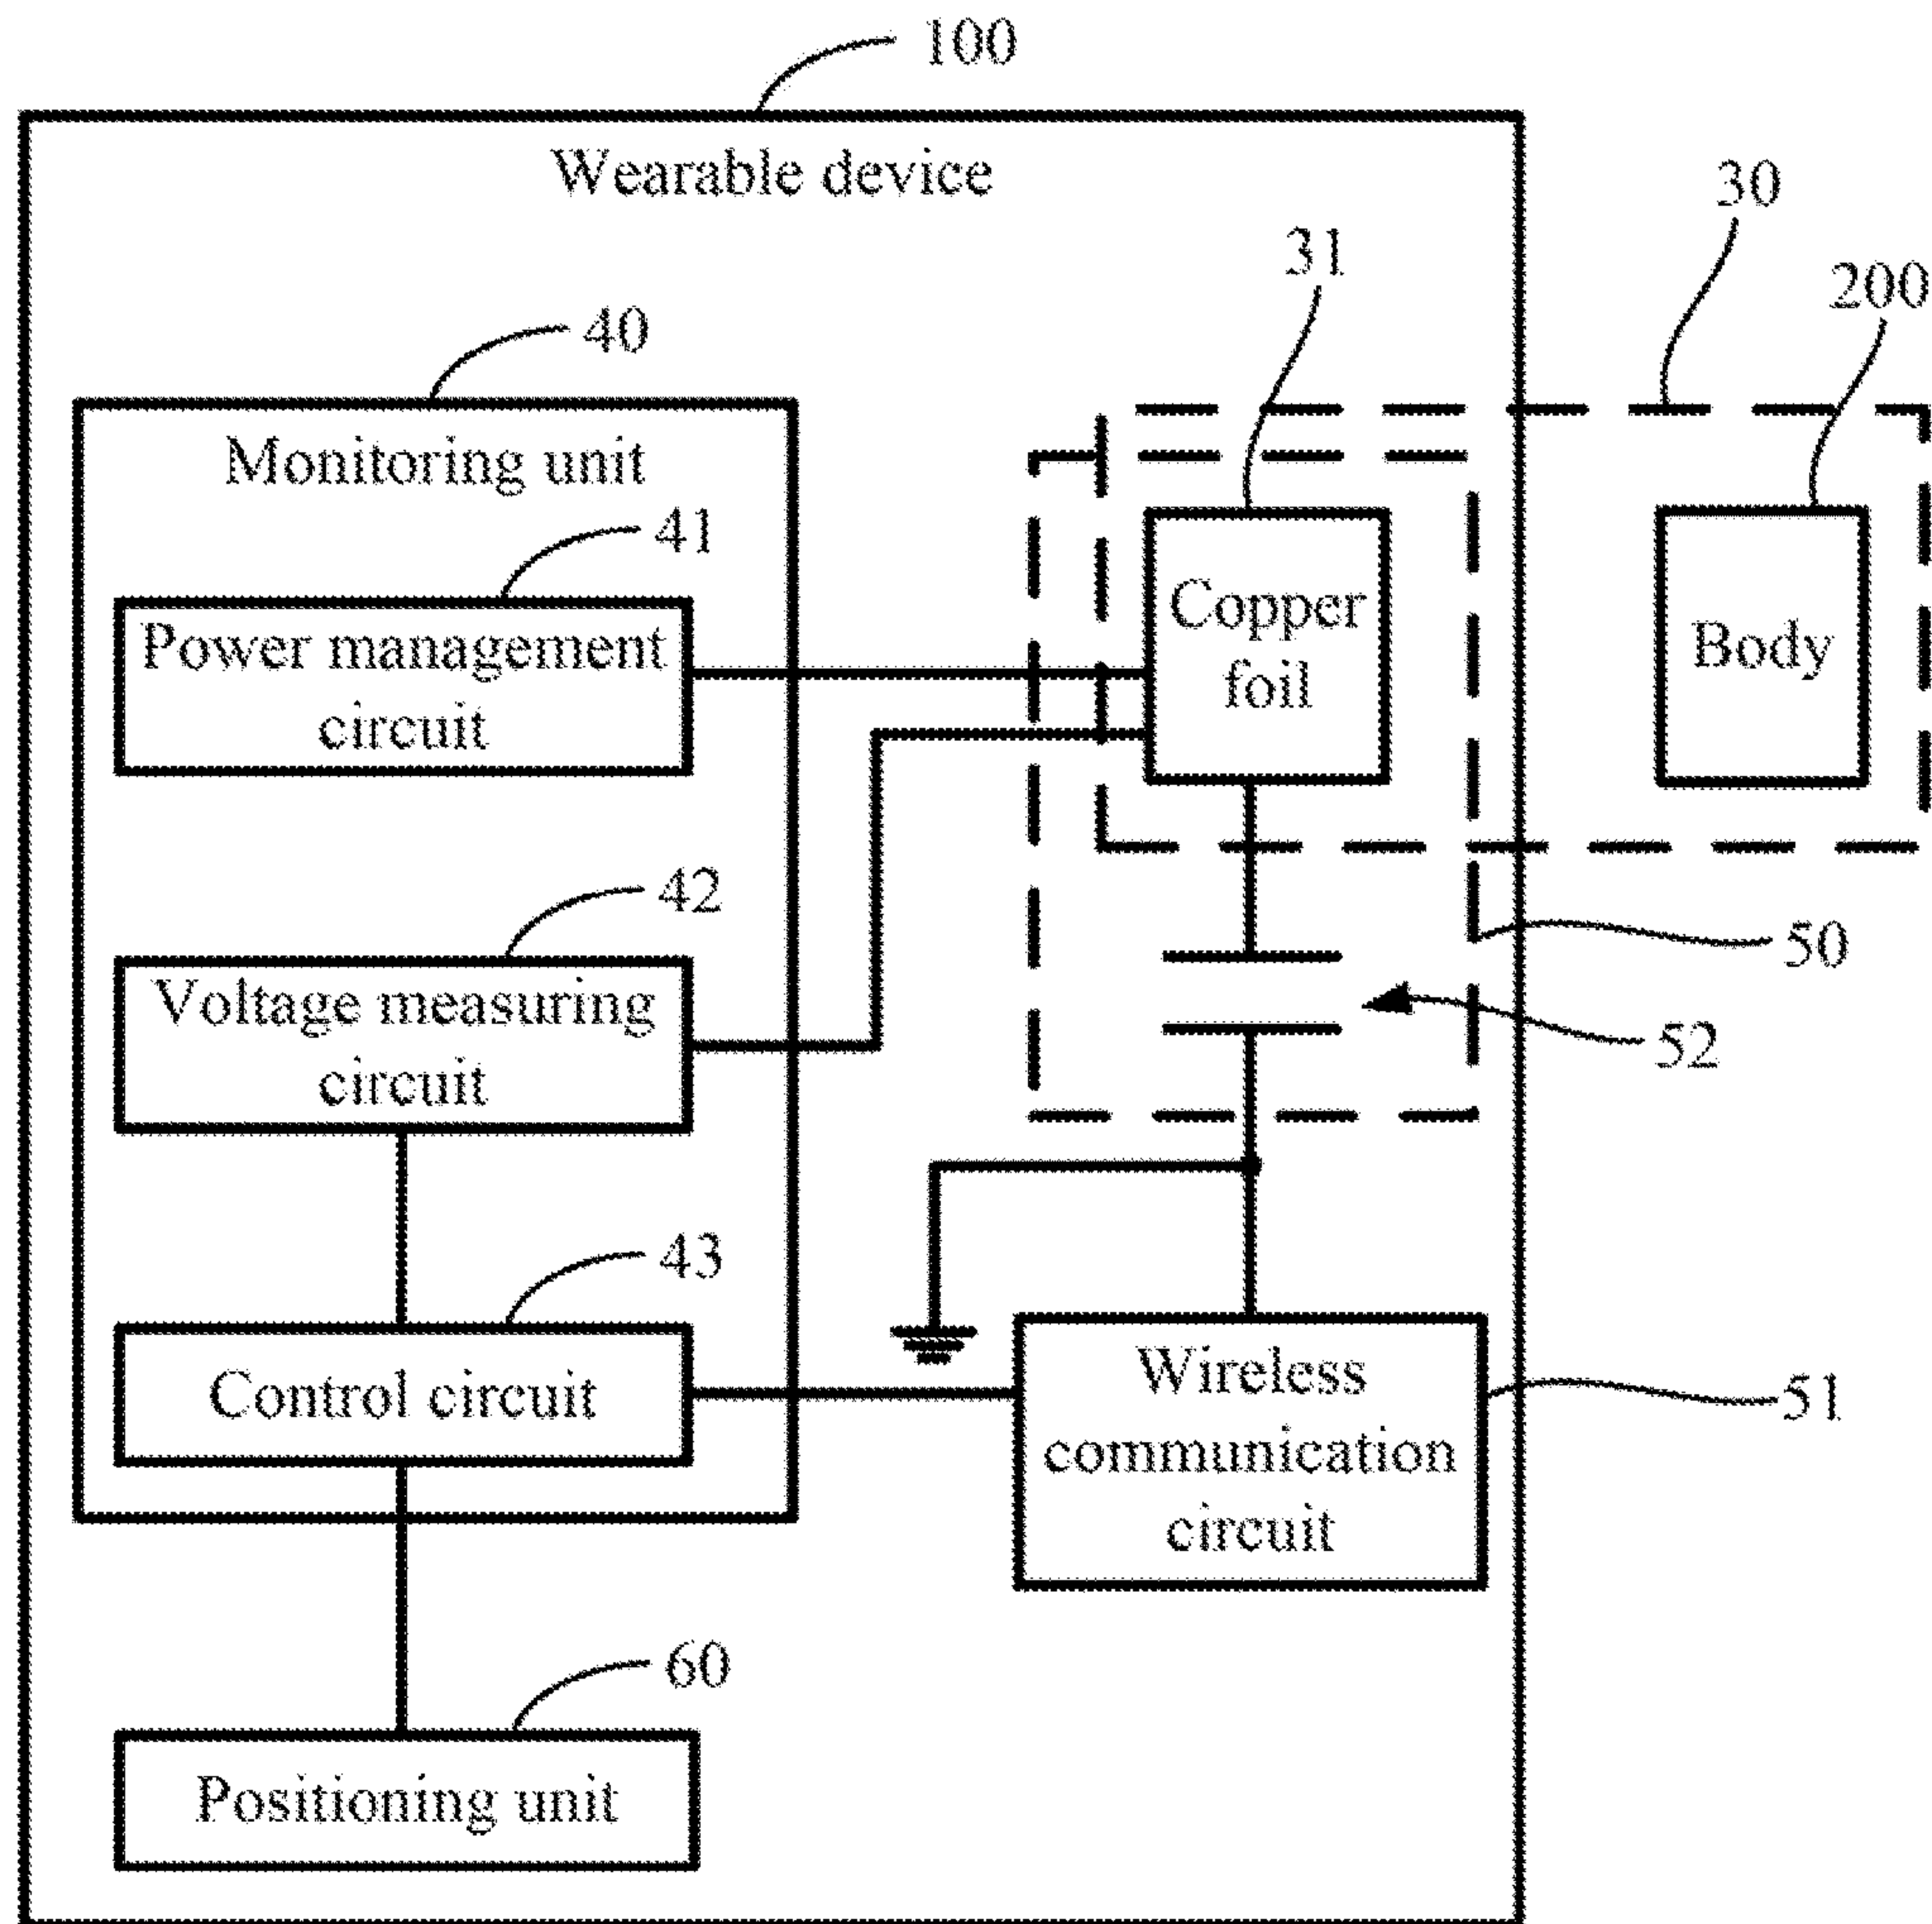 100
Wearable device
30
31
200
40
Monitoring unit
41
Power management
circuit
Copper
foil
Body
42
Voltage measuring
circuit
50
52
43
Control circuit
Wireless
communication
circuit
51
60
Positioning unit